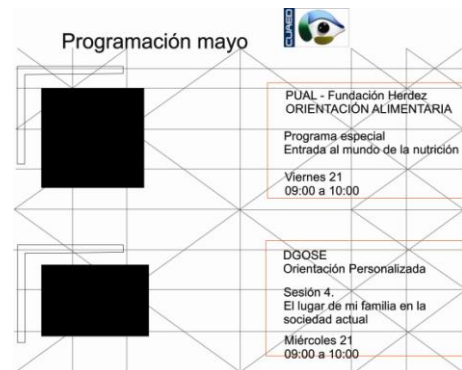 Programación mayo
CUAED
PUAL - Fundación Herdez
ORIENTACIÓN ALIMENTARIA
Programa especial
Entrada al mundo de la nutrición
Viernes 21
09:00 a 10:00
DGOSE
Orientación Personalizada
Sesión 4.
El lugar de mi familia en la
sociedad actual
Miércoles 21
09:00 a 10:00